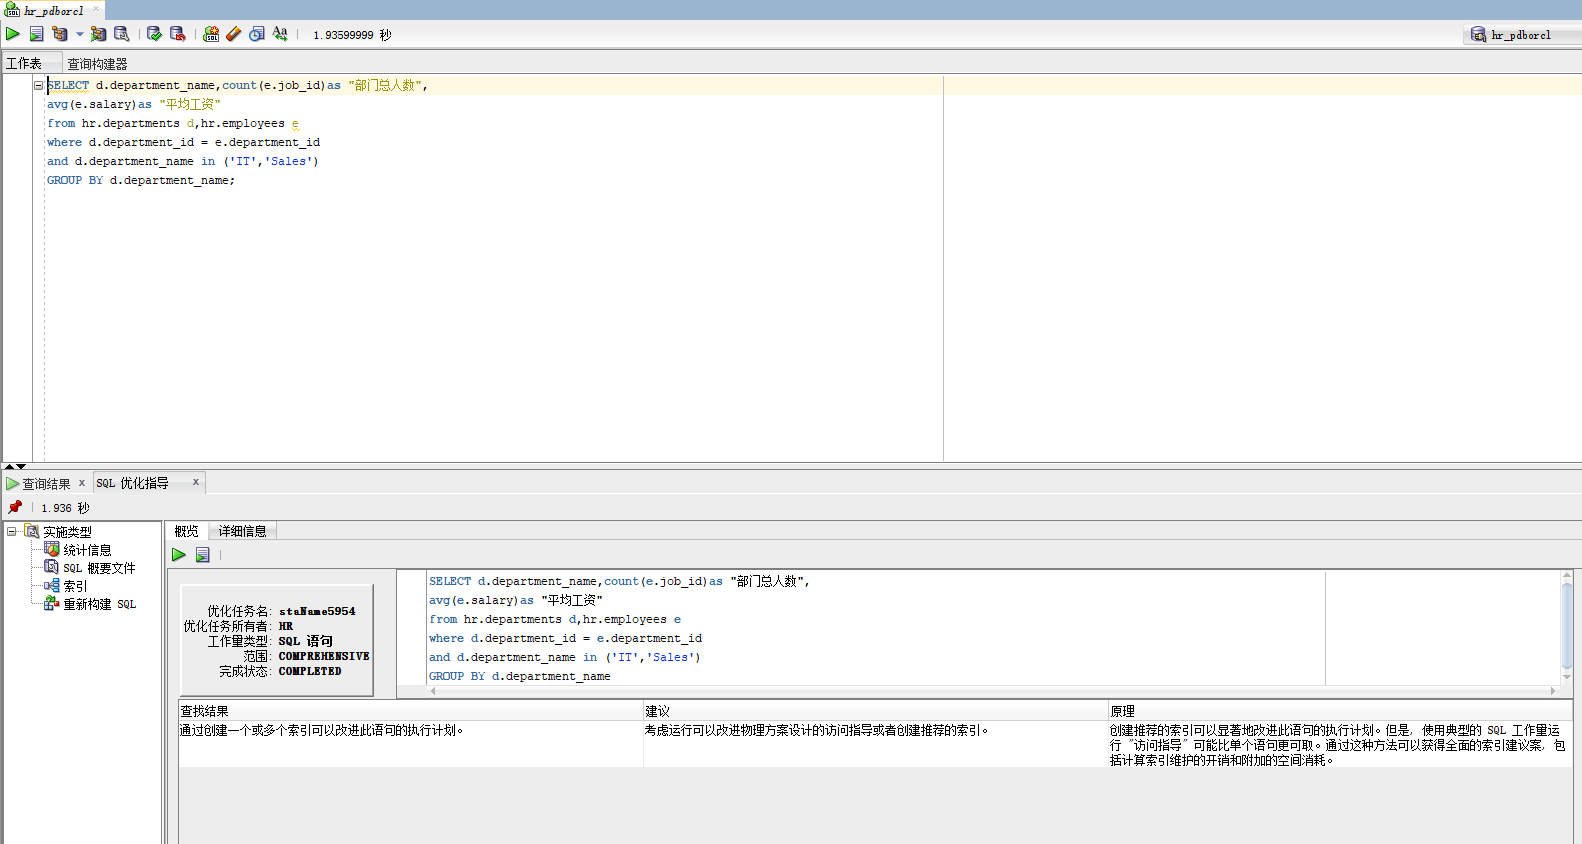 hr_pdborcl
1.93599999 秒
hr_pdborcl
工作表 查询构建器
SELECT d.department_name,count(e.job_id)as "部门总人数",
avg(e.salary)as "平均工资"
from hr.departments d,hr.employees e
where d.department_id = e.department_id
and d.department_name in ('IT','Sales')
GROUP BY d.department_name;
查询结果 x SQL 优化指导 x
1.936 秒
实施类型
统计信息
SQL 概要文件
索引
重新构建 SQL
概览 详细信息
优化任务名: staName5954
优化任务所有者: HR
工作量类型: SQL 语句
范围: COMPREHENSIVE
完成状态: COMPLETED
SELECT d.department_name,count(e.job_id)as "部门总人数",
avg(e.salary)as "平均工资"
from hr.departments d,hr.employees e
where d.department_id = e.department_id
and d.department_name in ('IT','Sales')
GROUP BY d.department_name
查找结果 建议 原理
通过创建一个或多个索引可以改进此语句的执行计划。
考虑运行可以改进物理方案设计的访问指导或者创建推荐的索引。
创建推荐的索引可以显著地改进此语句的执行计划。但是, 使用典型的 SQL 工作量运
行 "访问指导" 可能比单个语句更可取。通过这种方法可以获得全面的索引建议案, 包
括计算索引维护的开销和附加的空间消耗。